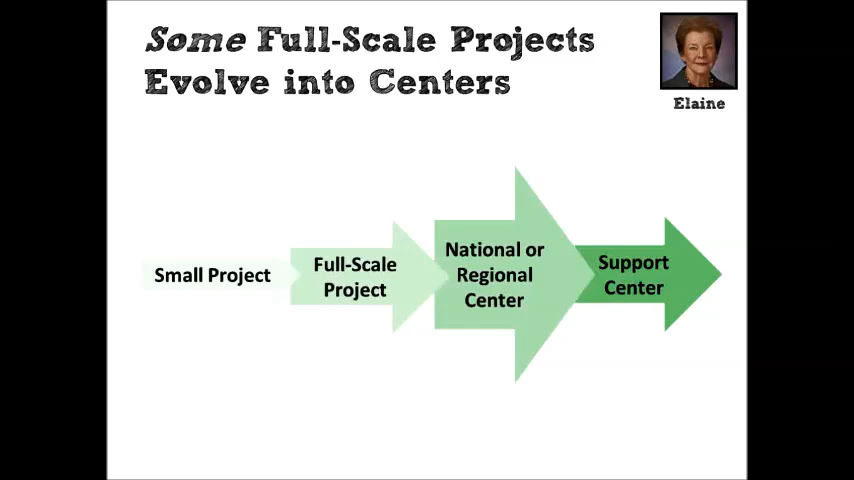 Some Full-Scale Projects
Evolve into Centers
Elaine
Small Project
Full-Scale
Project
National or
Regional
Center
Support
Center